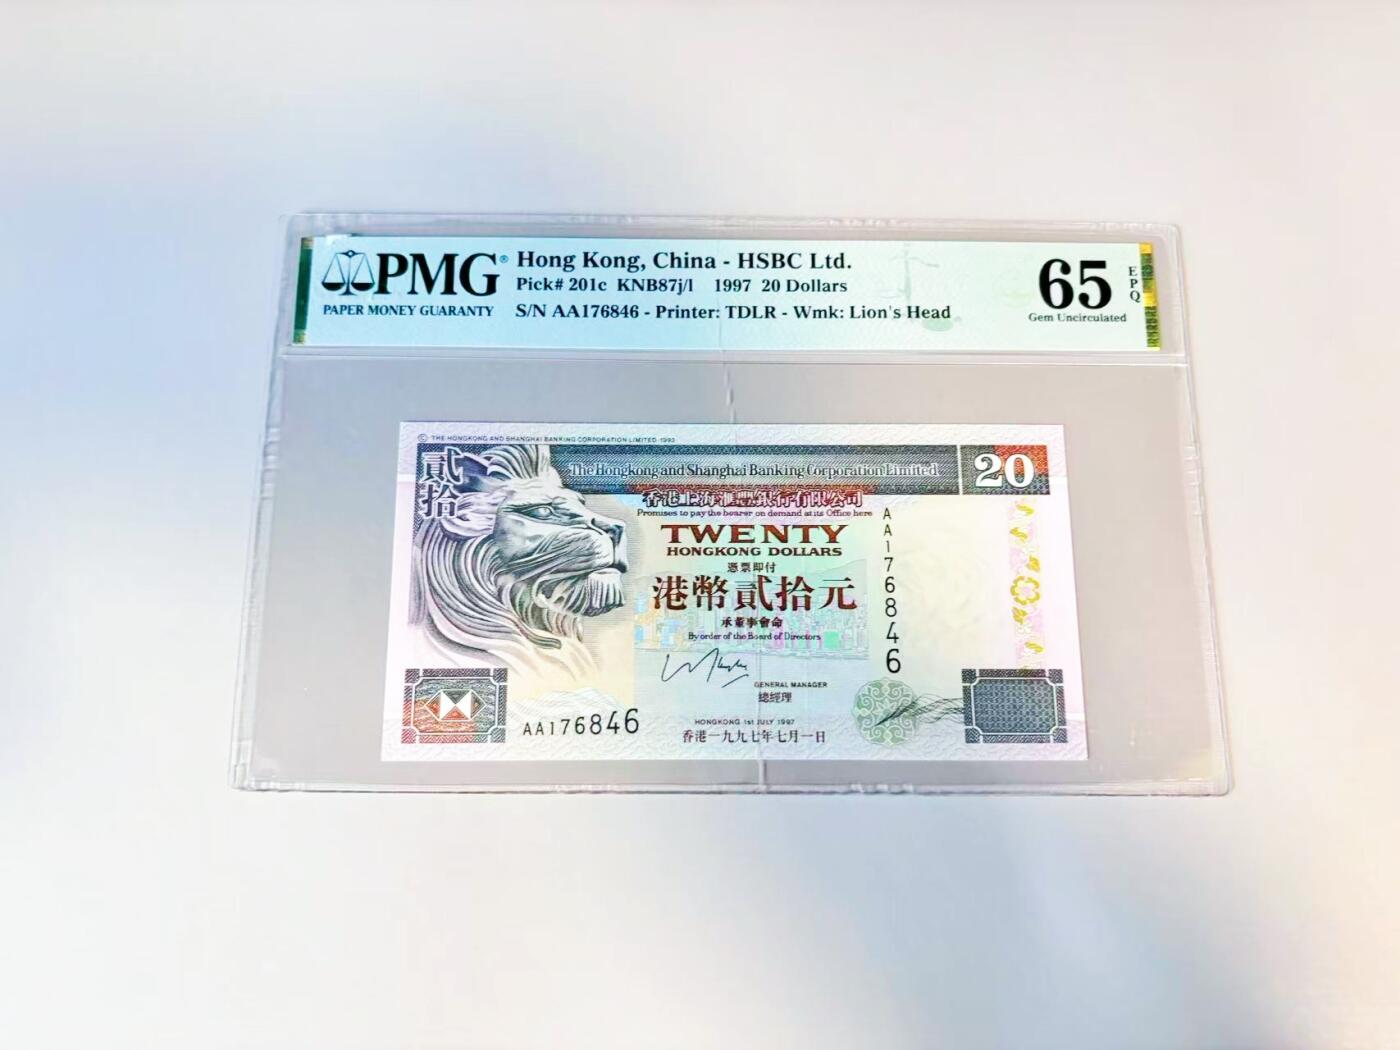 PMG®
PAPER MONEY GUARANTY
Hong Kong, China - HSBC Ltd.
Pick# 201c KNB87j/l 1997 20 Dollars
S/N AA176846 - Printer: TDLR - Wmk: Lion's Head
65
EPQ
Gem Uncirculated
© THE HONGKONG AND SHANGHAI BANKING CORPORATION LIMITED 1993
貳拾
The Hongkong and Shanghai Banking Corporation Limited
20
香港上海滙豐銀行有限公司
Promises to pay the bearer on demand at its Office here
TWENTY
HONGKONG DOLLARS
憑票即付
港幣貳拾元
承董事會命
By order of the Board of Directors
AA176846
GENERAL MANAGER
總經理
AA176846
HONGKONG 1st JULY 1997
香港一九九七年七月一日